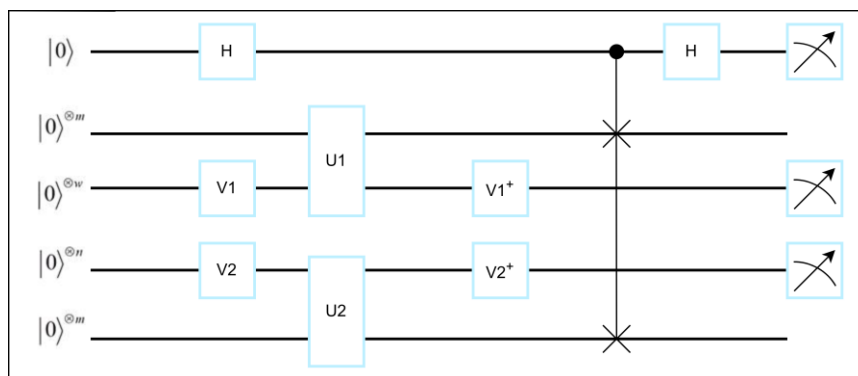 |0⟩ H H
|0⟩⊗m
U1
|0⟩⊗w V1 V1⁺
|0⟩⊗n V2 V2⁺
U2
|0⟩⊗m